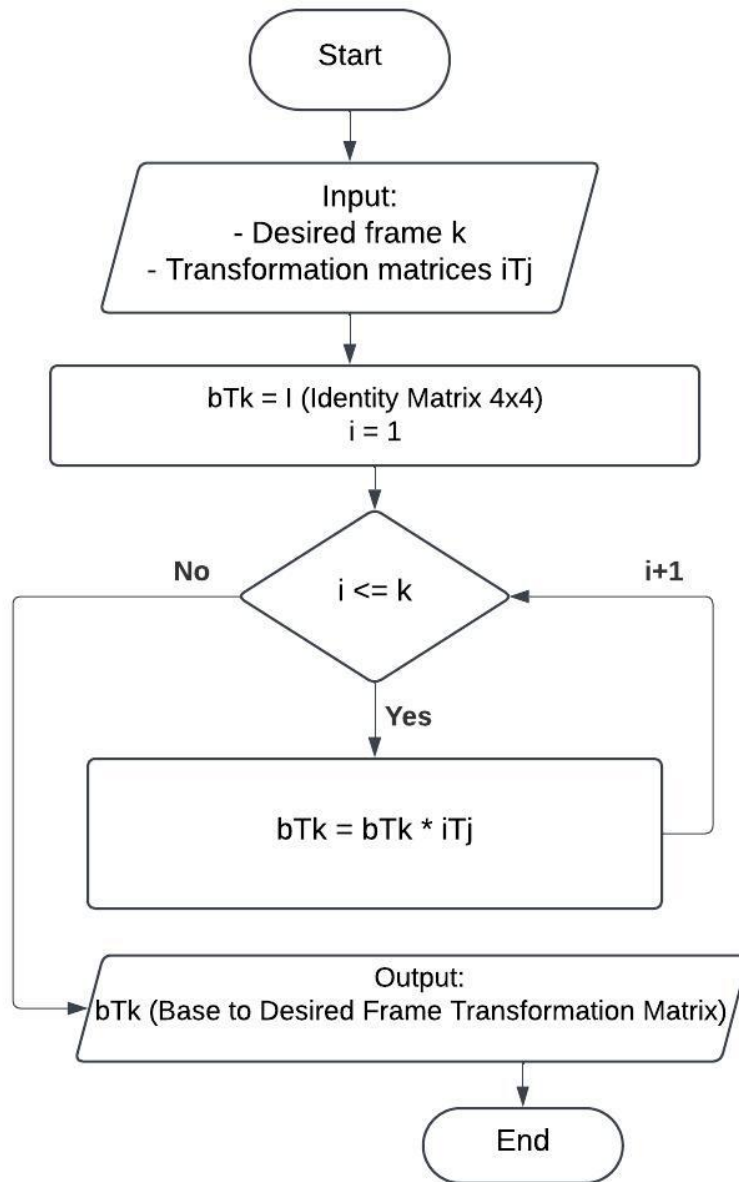 Start
Input:
- Desired frame k
- Transformation matrices iTj
bTk = I (Identity Matrix 4x4)
i = 1
No
i <= k
i+1
Yes
bTk = bTk * iTj
Output:
bTk (Base to Desired Frame Transformation Matrix)
End